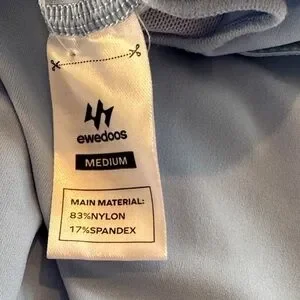 ewedoos
MEDIUM
MAIN MATERIAL:
83%NYLON
17%SPANDEX